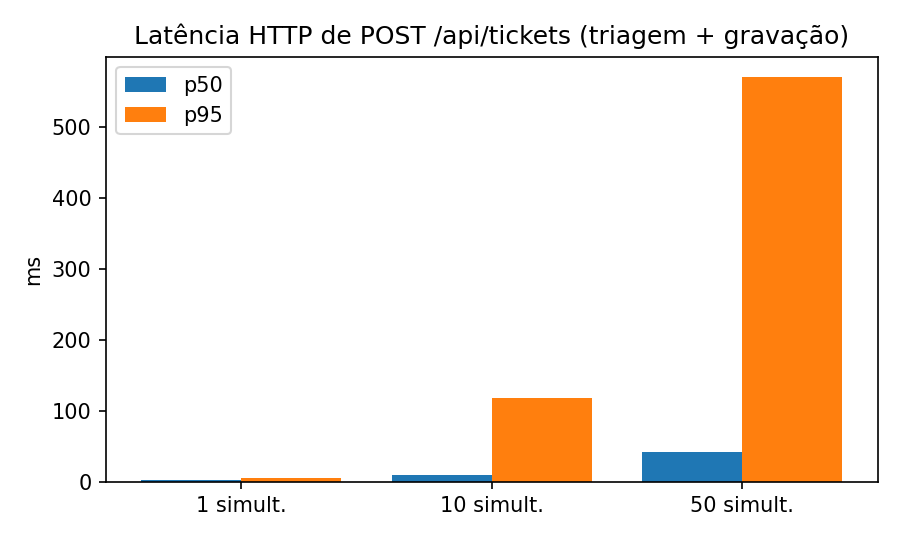 Latência HTTP de POST /api/tickets (triagem + gravação)
p50
p95
ms
500
400
300
200
100
0
1 simult.
10 simult.
50 simult.